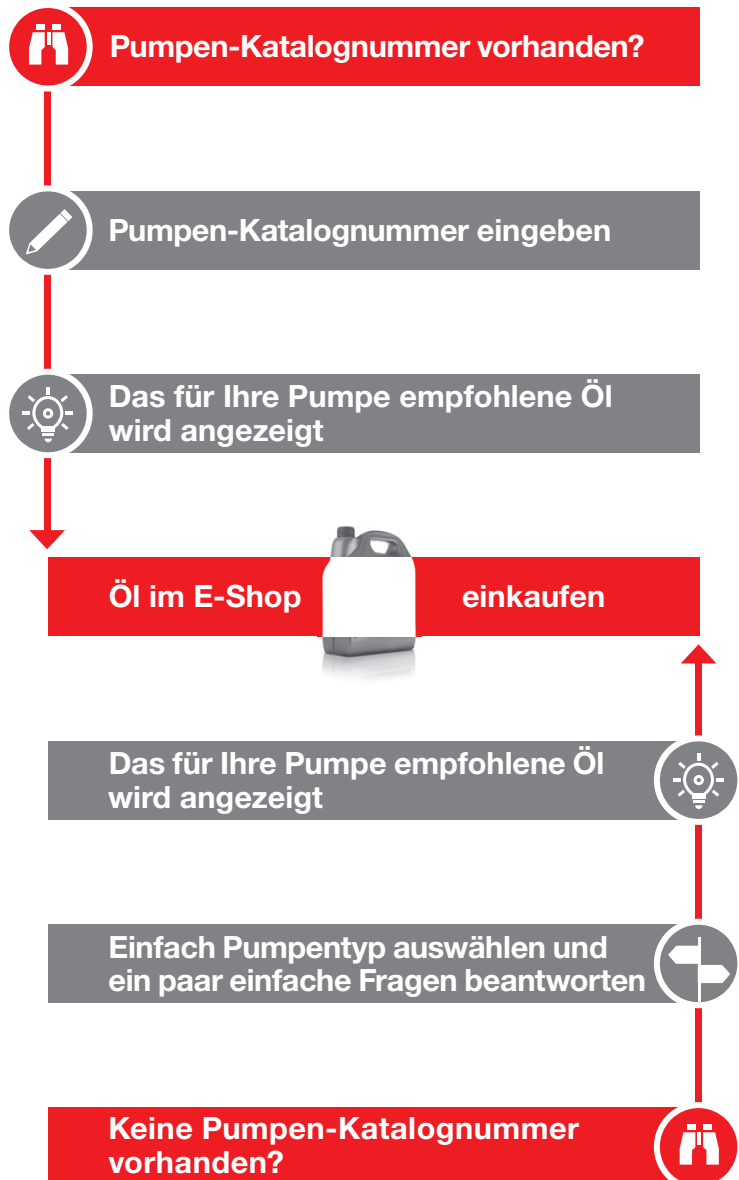 Pumpen-Katalognummer vorhanden?
Pumpen-Katalognummer eingeben
Das für Ihre Pumpe empfohlene Öl
wird angezeigt
Öl im E-Shop einkaufen
Das für Ihre Pumpe empfohlene Öl
wird angezeigt
Einfach Pumpentyp auswählen und
ein paar einfache Fragen beantworten
Keine Pumpen-Katalognummer
vorhanden?